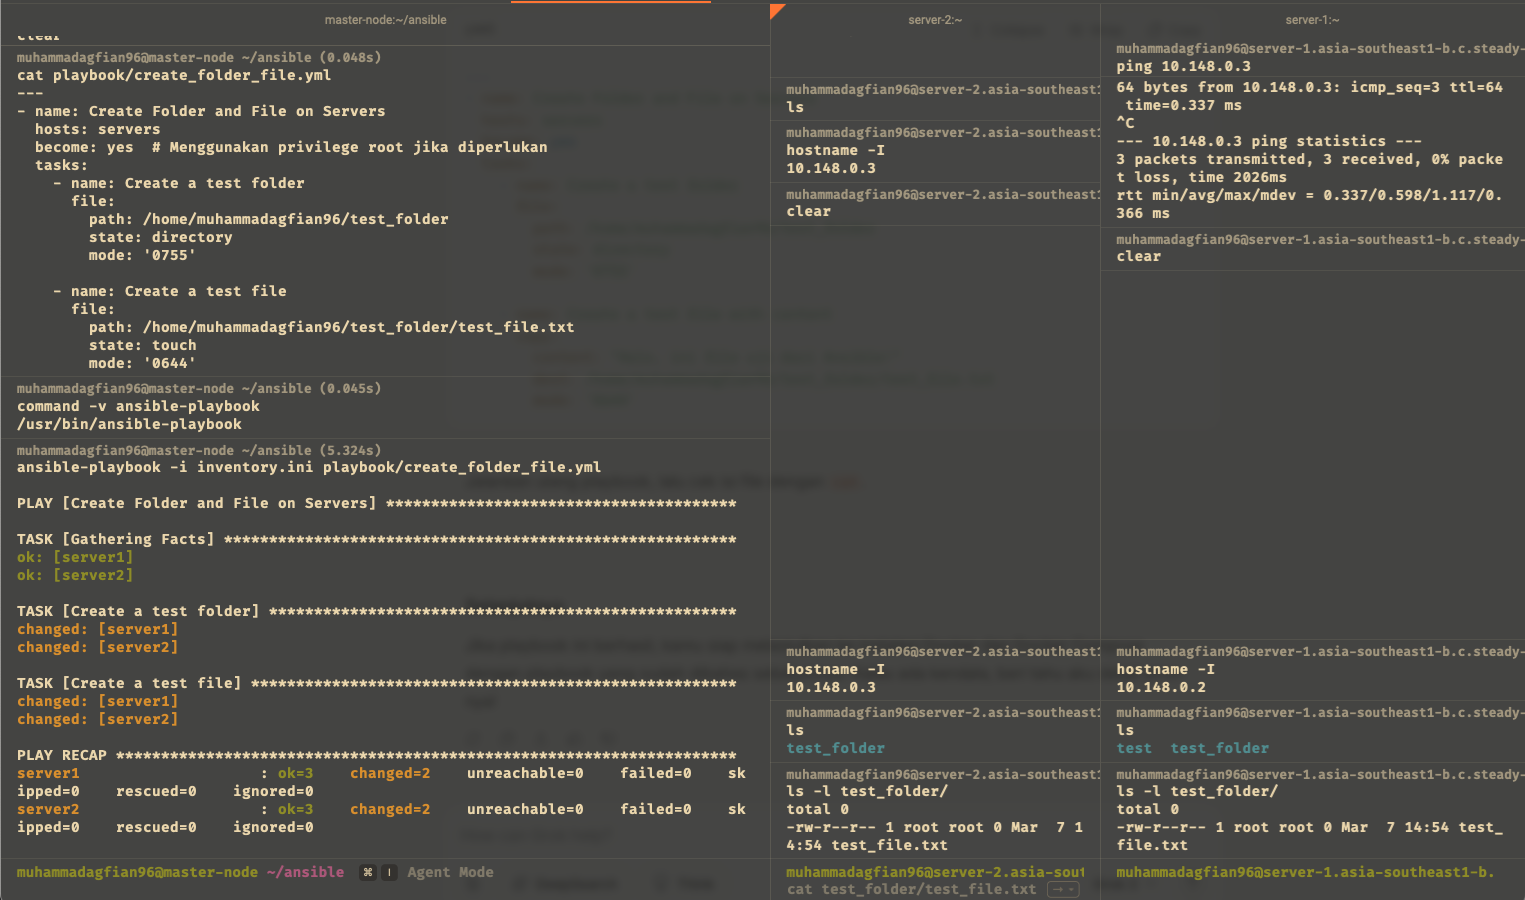 master-node:~/ansible
clear
muhammadagfian96@master-node ~/ansible (0.048s)
cat playbook/create_folder_file.yml
---
- name: Create Folder and File on Servers
  hosts: servers
  become: yes  # Menggunakan privilege root jika diperlukan
  tasks:
    - name: Create a test folder
      file:
        path: /home/muhammadagfian96/test_folder
        state: directory
        mode: '0755'
    - name: Create a test file
      file:
        path: /home/muhammadagfian96/test_folder/test_file.txt
        state: touch
        mode: '0644'
muhammadagfian96@master-node ~/ansible (0.045s)
command -v ansible-playbook
/usr/bin/ansible-playbook
muhammadagfian96@master-node ~/ansible (5.324s)
ansible-playbook -i inventory.ini playbook/create_folder_file.yml
PLAY [Create Folder and File on Servers] ***************************************
TASK [Gathering Facts] *********************************************************
ok: [server1]
ok: [server2]
TASK [Create a test folder] ****************************************************
changed: [server1]
changed: [server2]
TASK [Create a test file] ******************************************************
changed: [server1]
changed: [server2]
PLAY RECAP *********************************************************************
server1                    : ok=3    changed=2    unreachable=0    failed=0    sk
ipped=0    rescued=0    ignored=0
server2                    : ok=3    changed=2    unreachable=0    failed=0    sk
ipped=0    rescued=0    ignored=0
muhammadagfian96@master-node ~/ansible ⌘ I Agent Mode
server-2:~
muhammadagfian96@server-2.asia-southeast1
ls
muhammadagfian96@server-2.asia-southeast1
hostname -I
10.148.0.3
muhammadagfian96@server-2.asia-southeast1
clear
muhammadagfian96@server-2.asia-southeast1
hostname -I
10.148.0.3
muhammadagfian96@server-2.asia-southeast1
ls
test_folder
muhammadagfian96@server-2.asia-southeast1
ls -l test_folder/
total 0
-rw-r--r-- 1 root root 0 Mar  7 1
4:54 test_file.txt
muhammadagfian96@server-2.asia-sout
cat test_folder/test_file.txt →
server-1:~
muhammadagfian96@server-1.asia-southeast1-b.c.steady-
ping 10.148.0.3
64 bytes from 10.148.0.3: icmp_seq=3 ttl=64
 time=0.337 ms
^C
--- 10.148.0.3 ping statistics ---
3 packets transmitted, 3 received, 0% packe
t loss, time 2026ms
rtt min/avg/max/mdev = 0.337/0.598/1.117/0.
366 ms
muhammadagfian96@server-1.asia-southeast1-b.c.steady-
clear
muhammadagfian96@server-1.asia-southeast1-b.c.steady-
hostname -I
10.148.0.2
muhammadagfian96@server-1.asia-southeast1-b.c.steady-
ls
test  test_folder
muhammadagfian96@server-1.asia-southeast1-b.c.steady-
ls -l test_folder/
total 0
-rw-r--r-- 1 root root 0 Mar  7 14:54 test_
file.txt
muhammadagfian96@server-1.asia-southeast1-b.